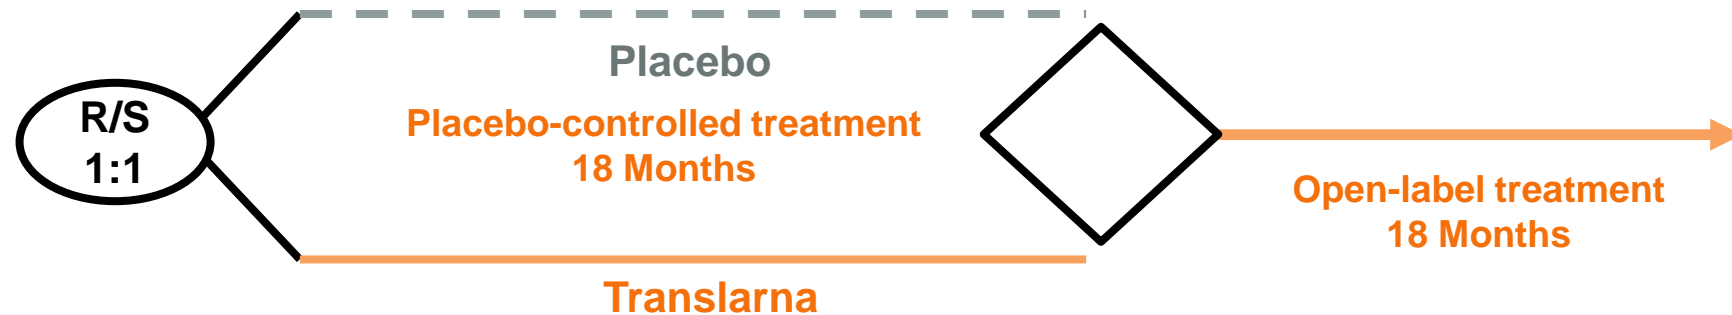 R/S
1:1
Placebo
Placebo-controlled treatment
18 Months
Translarna
Open-label treatment
18 Months